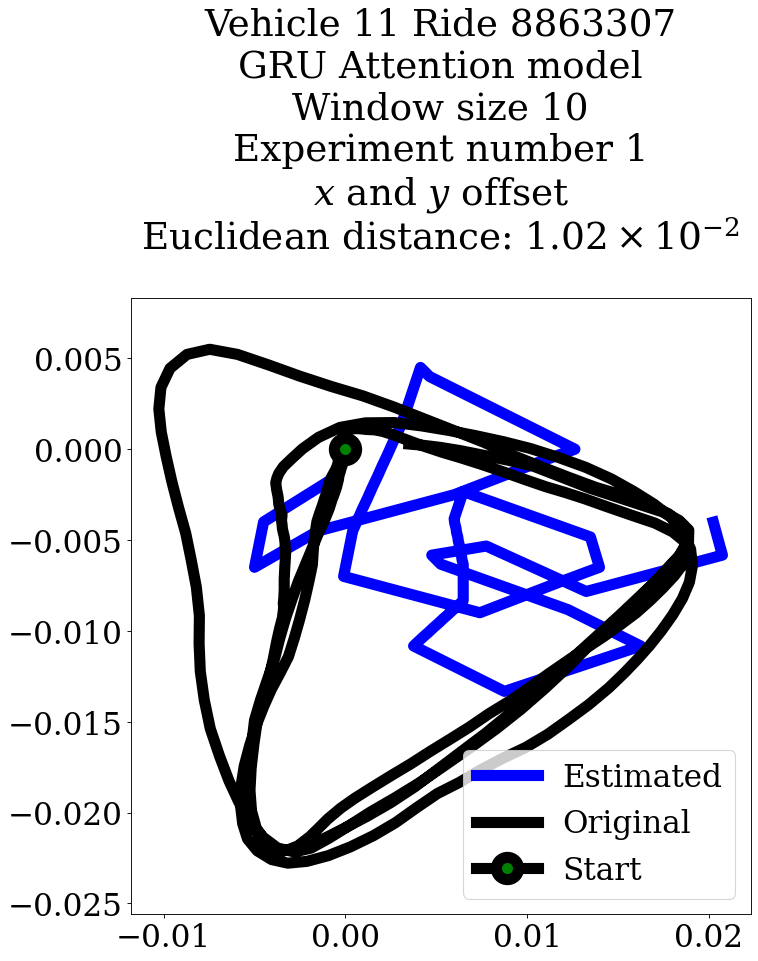 Vehicle 11 Ride 8863307
GRU Attention model
Window size 10
Experiment number 1
x and y offset
Euclidean distance: 1.02 × 10⁻²
0.005
0.000
−0.005
−0.010
−0.015
−0.020
−0.025
Estimated
Original
Start
−0.01 0.00 0.01 0.02